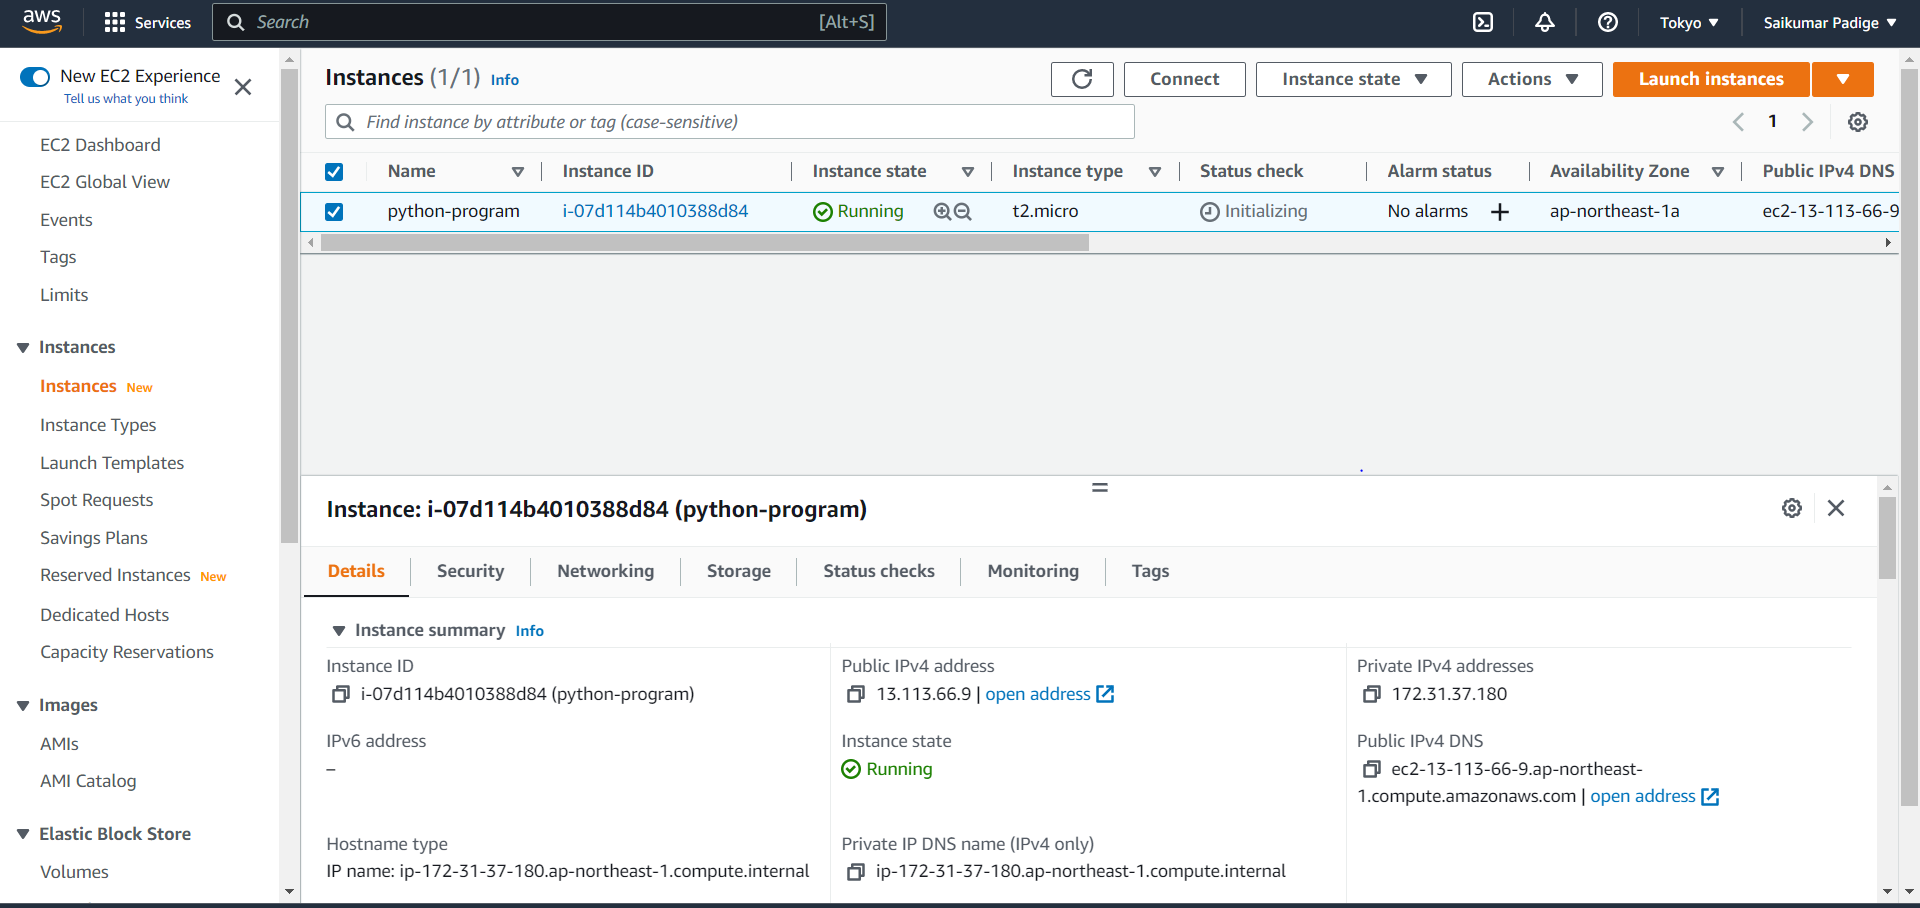 aws
Services
Search
[Alt+S]
Tokyo ▼
Saikumar Padige ▼
New EC2 Experience
Tell us what you think
EC2 Dashboard
EC2 Global View
Events
Tags
Limits
Instances
Instances New
Instance Types
Launch Templates
Spot Requests
Savings Plans
Reserved Instances New
Dedicated Hosts
Capacity Reservations
Images
AMIs
AMI Catalog
Elastic Block Store
Volumes
Instances (1/1) Info
Connect
Instance state ▼
Actions ▼
Launch instances
Find instance by attribute or tag (case-sensitive)
1
Name Instance ID Instance state Instance type Status check Alarm status Availability Zone Public IPv4 DNS
python-program i-07d114b4010388d84 Running t2.micro Initializing No alarms + ap-northeast-1a ec2-13-113-66-9
Instance: i-07d114b4010388d84 (python-program)
Details Security Networking Storage Status checks Monitoring Tags
Instance summary Info
Instance ID
i-07d114b4010388d84 (python-program)
Public IPv4 address
13.113.66.9 | open address
Private IPv4 addresses
172.31.37.180
IPv6 address
–
Instance state
Running
Public IPv4 DNS
ec2-13-113-66-9.ap-northeast-
1.compute.amazonaws.com | open address
Hostname type
IP name: ip-172-31-37-180.ap-northeast-1.compute.internal
Private IP DNS name (IPv4 only)
ip-172-31-37-180.ap-northeast-1.compute.internal